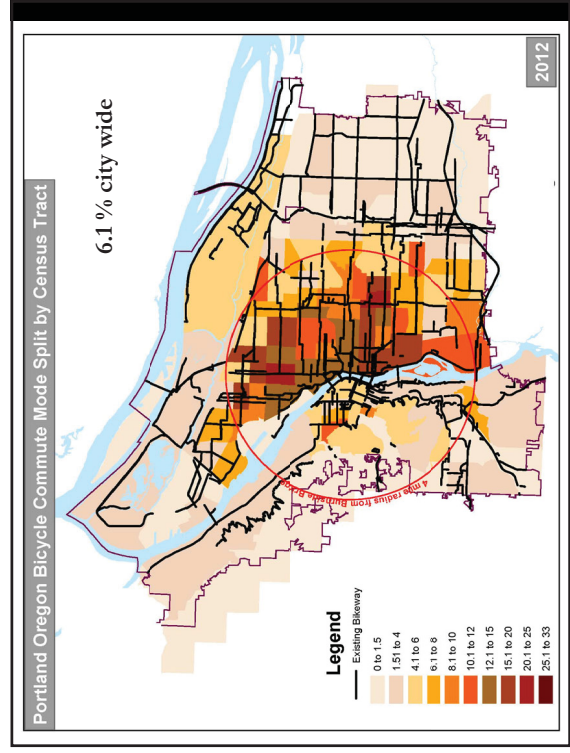 Portland Oregon Bicycle Commute Mode Split by Census Tract
2012
6.1 % city wide
4 mile radius from Burnside Bridge
Legend
Existing Bikeway
0 to 1.5
1.51 to 4
4.1 to 6
6.1 to 8
8.1 to 10
10.1 to 12
12.1 to 15
15.1 to 20
20.1 to 25
25.1 to 33